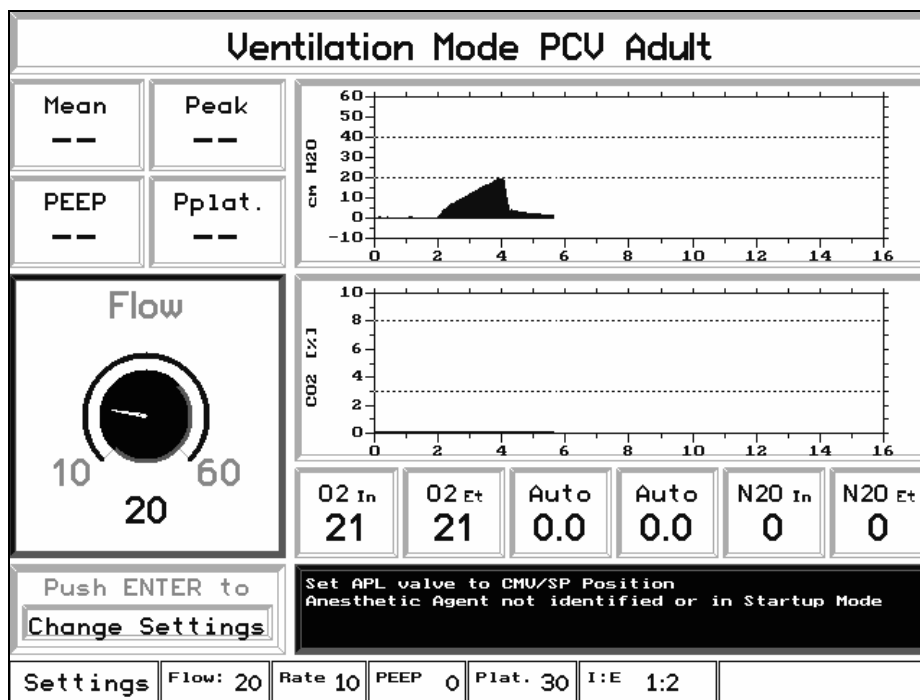 Ventilation Mode PCV Adult
Mean
--
Peak
--
PEEP
--
Pplat.
--
cm H2O
60
50
40
30
20
10
0
-10
0 2 4 6 8 10 12 14 16
Flow
10 60
20
CO2 [%]
10
8
6
4
2
0
0 2 4 6 8 10 12 14 16
O2 In
21
O2 Et
21
Auto
0.0
Auto
0.0
N2O In
0
N2O Et
0
Push ENTER to
Change Settings
Set APL valve to CMV/SP Position
Anesthetic Agent not identified or in Startup Mode
Settings Flow: 20 Rate 10 PEEP 0 Plat. 30 I:E 1:2